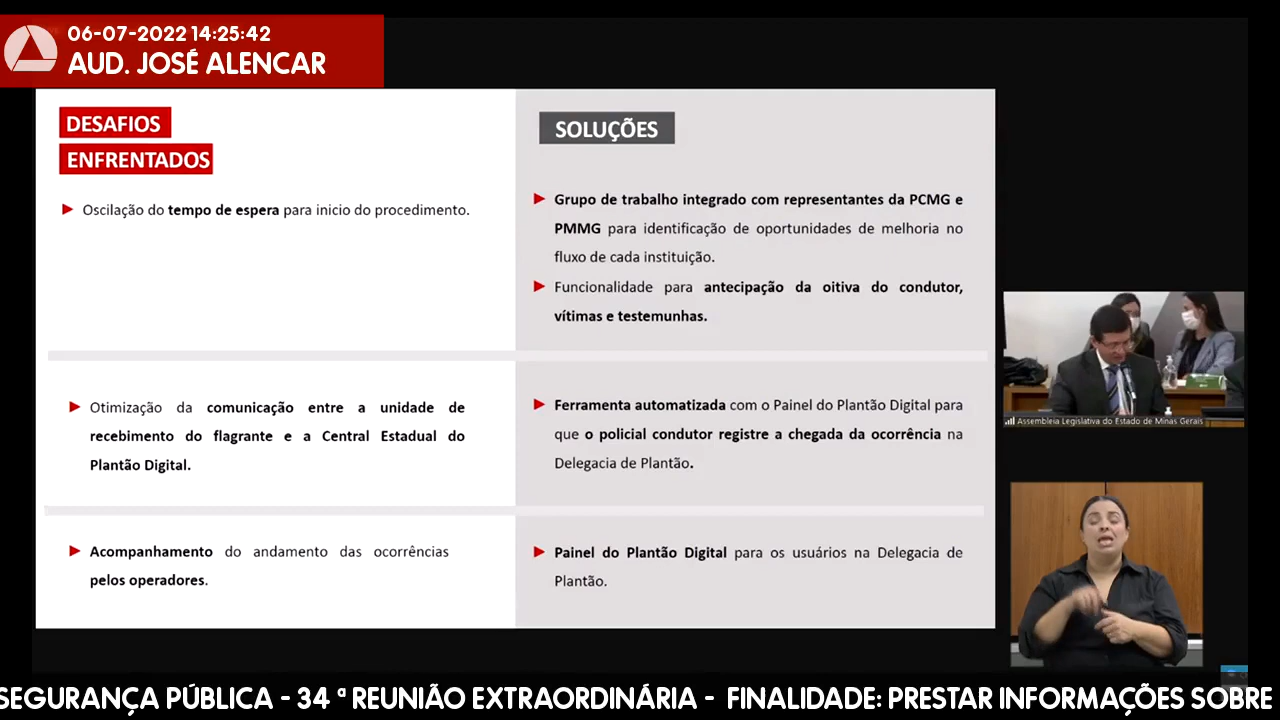 06-07-2022 14:25:42
AUD. JOSÉ ALENCAR
DESAFIOS
ENFRENTADOS
► Oscilação do tempo de espera para inicio do procedimento.
SOLUÇÕES
► Grupo de trabalho integrado com representantes da PCMG e
PMMG para identificação de oportunidades de melhoria no
fluxo de cada instituição.
► Funcionalidade para antecipação da oitiva do condutor,
vítimas e testemunhas.
► Otimização da comunicação entre a unidade de
recebimento do flagrante e a Central Estadual do
Plantão Digital.
► Ferramenta automatizada com o Painel do Plantão Digital para
que o policial condutor registre a chegada da ocorrência na
Delegacia de Plantão.
► Acompanhamento do andamento das ocorrências
pelos operadores.
► Painel do Plantão Digital para os usuários na Delegacia de
Plantão.
Assembleia Legislativa do Estado de Minas Gerais
SEGURANÇA PÚBLICA - 34 ª REUNIÃO EXTRAORDINÁRIA - FINALIDADE: PRESTAR INFORMAÇÕES SOBRE